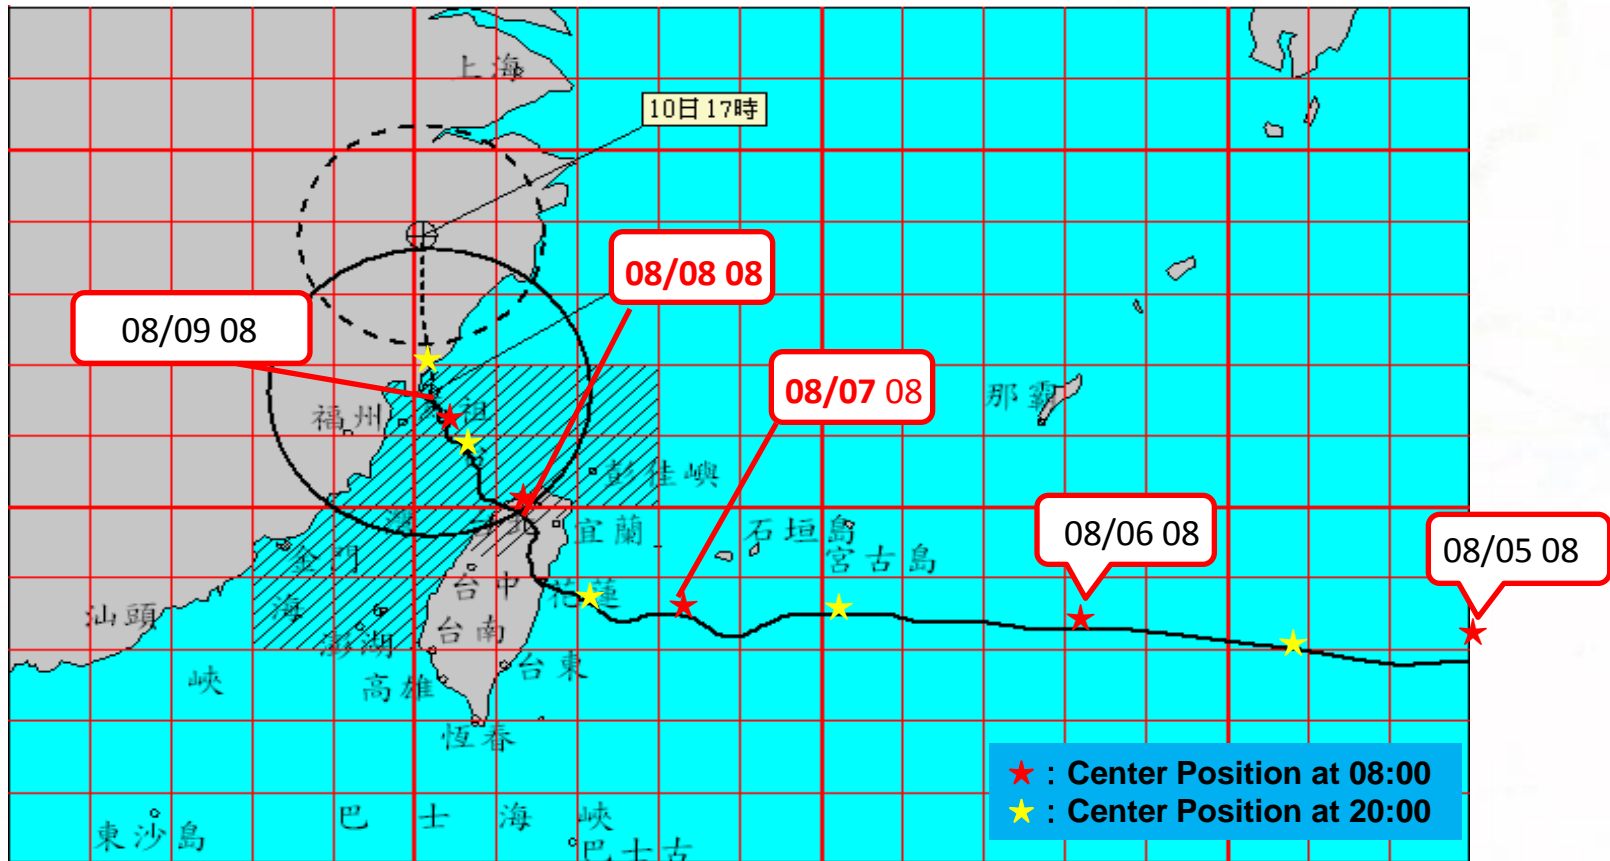 上海
10日17時
08/08 08
08/09 08
08/07 08
那霸
福州
馬祖
台
彭佳嶼
灣
台北
宜蘭
石垣島
宮古島
08/06 08
08/05 08
金門
台中
花蓮
海
汕頭
台南
澎湖
台東
峽
高雄
恆春
★ : Center Position at 08:00
★ : Center Position at 20:00
巴士海峽
東沙島
巴士古